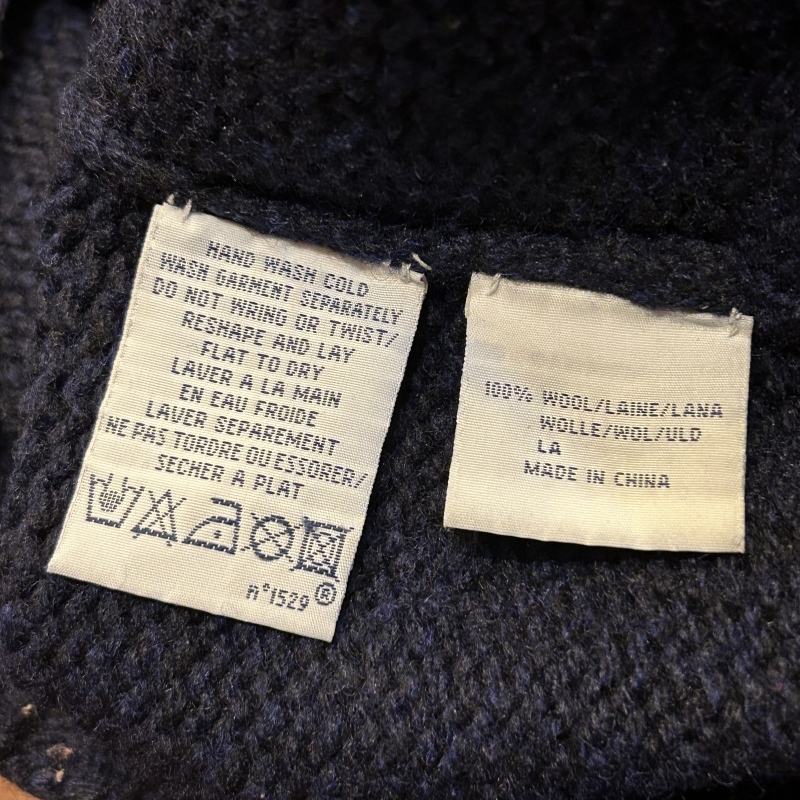 HAND WASH COLD
WASH GARMENT SEPARATELY
DO NOT WRING OR TWIST/
RESHAPE AND LAY
FLAT TO DRY
LAVER A LA MAIN
EN EAU FROIDE
LAVER SEPAREMENT
NE PAS TORDRE OU ESSORER/
SECHER A PLAT
n°1529 ®
100% WOOL/LAINE/LANA
WOLLE/WOL/ULD
LA
MADE IN CHINA